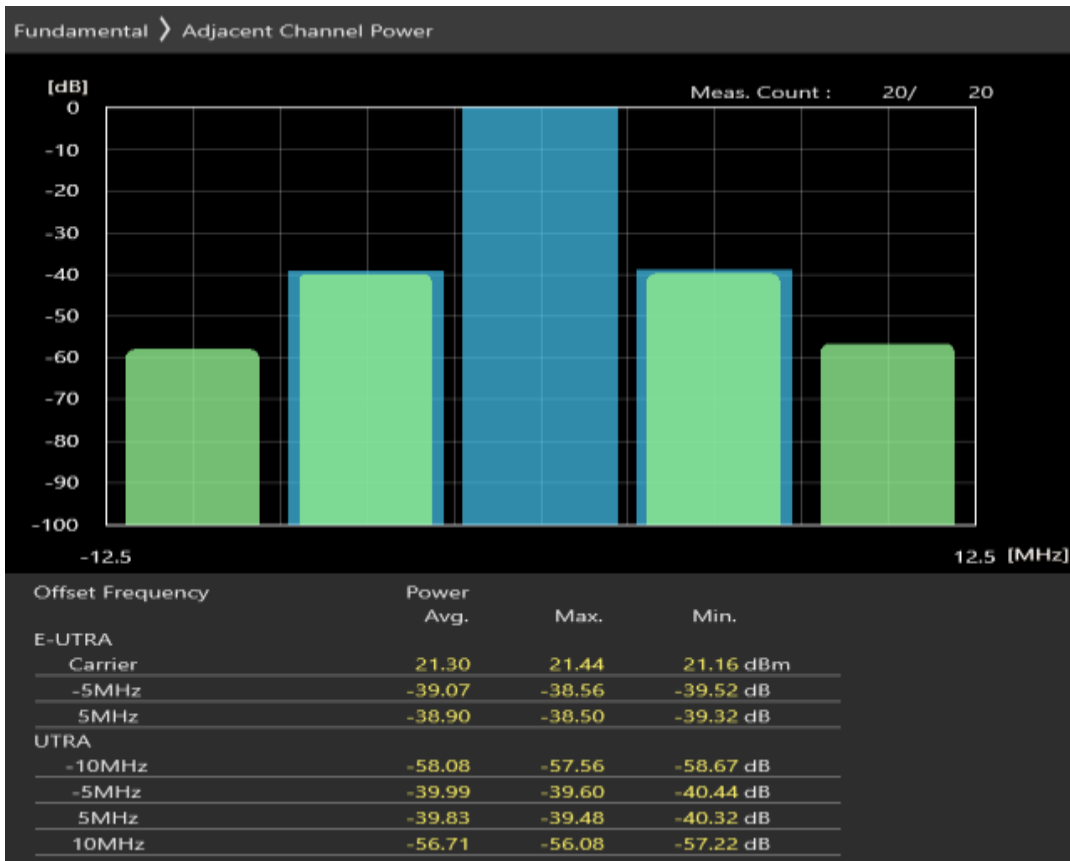 Fundamental 〉 Adjacent Channel Power
[dB]
Meas. Count : 20/ 20
0
-10
-20
-30
-40
-50
-60
-70
-80
-90
-100
-12.5 12.5 [MHz]
Offset Frequency Power
Avg. Max. Min.
E-UTRA
Carrier 21.30 21.44 21.16 dBm
-5MHz -39.07 -38.56 -39.52 dB
5MHz -38.90 -38.50 -39.32 dB
UTRA
-10MHz -58.08 -57.56 -58.67 dB
-5MHz -39.99 -39.60 -40.44 dB
5MHz -39.83 -39.48 -40.32 dB
10MHz -56.71 -56.08 -57.22 dB